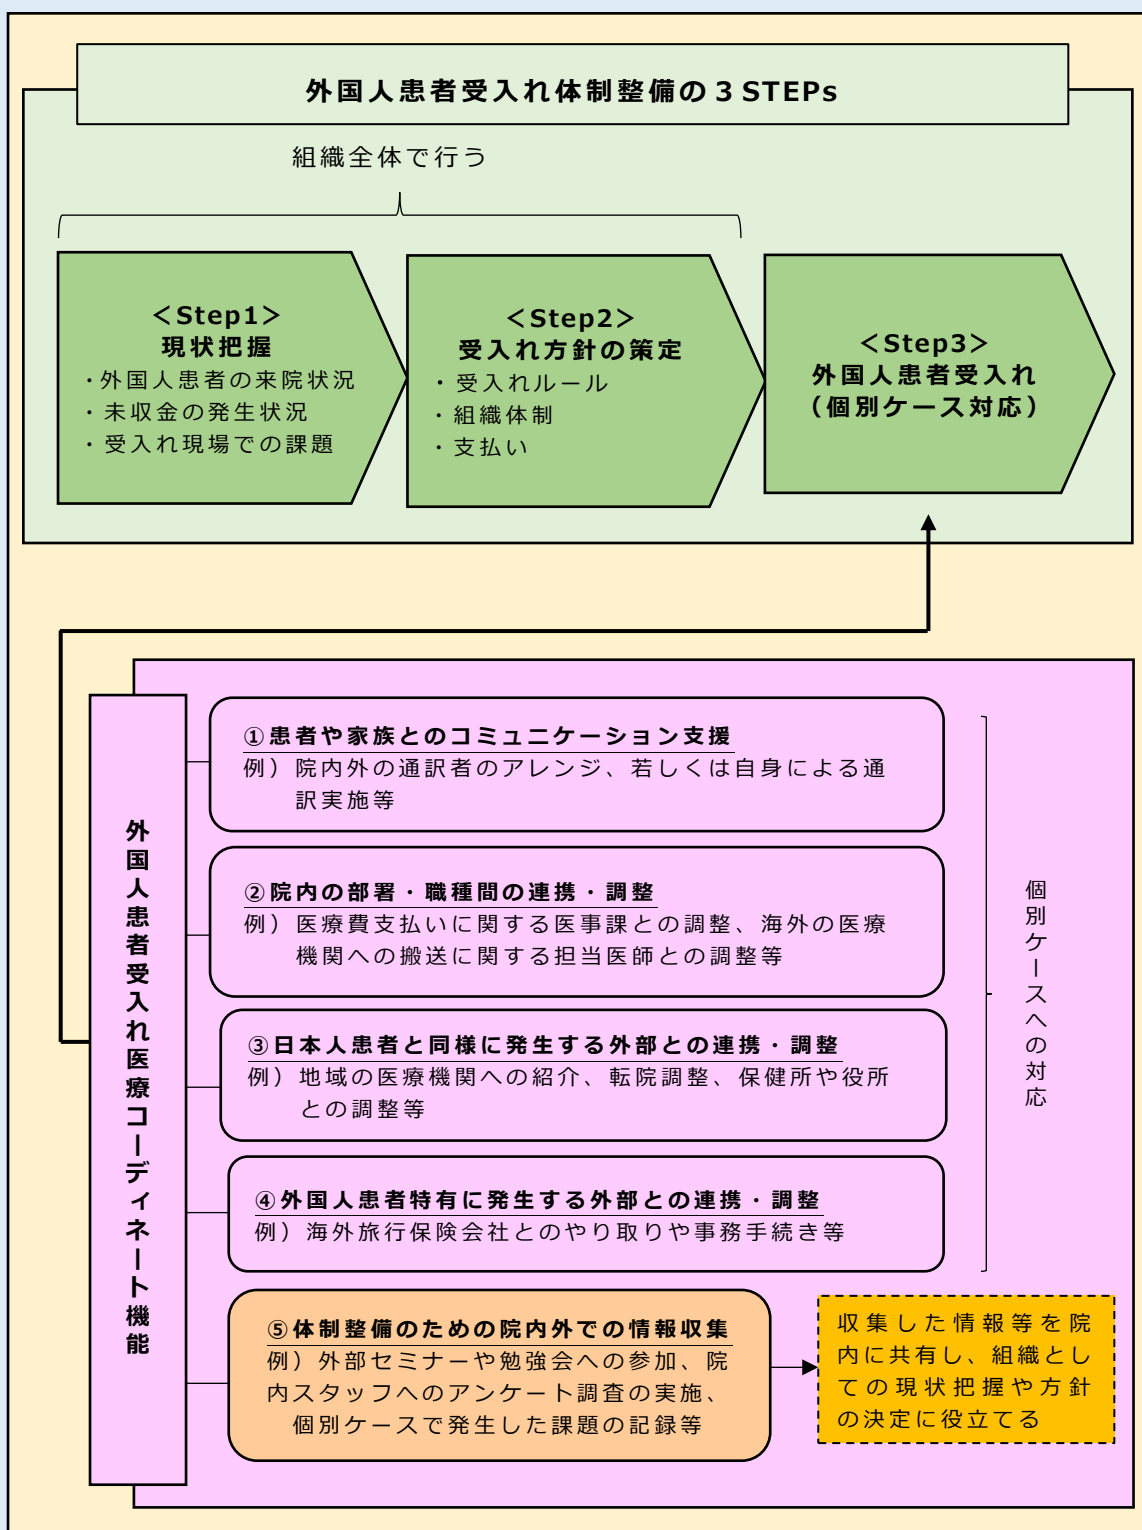 外国人患者受入れ体制整備の３STEPs
組織全体で行う
＜Step1＞
現状把握
・外国人患者の来院状況
・未収金の発生状況
・受入れ現場での課題
＜Step2＞
受入れ方針の策定
・受入れルール
・組織体制
・支払い
＜Step3＞
外国人患者受入れ
（個別ケース対応）
外国人患者受入れ医療コーディネート機能
①患者や家族とのコミュニケーション支援
例）院内外の通訳者のアレンジ、若しくは自身による通
訳実施等
②院内の部署・職種間の連携・調整
例）医療費支払いに関する医事課との調整、海外の医療
機関への搬送に関する担当医師との調整等
③日本人患者と同様に発生する外部との連携・調整
例）地域の医療機関への紹介、転院調整、保健所や役所
との調整等
④外国人患者特有に発生する外部との連携・調整
例）海外旅行保険会社とのやり取りや事務手続き等
個別ケースへの対応
⑤体制整備のための院内外での情報収集
例）外部セミナーや勉強会への参加、院
内スタッフへのアンケート調査の実施、
個別ケースで発生した課題の記録等
収集した情報等を院
内に共有し、組織とし
ての現状把握や方針
の決定に役立てる